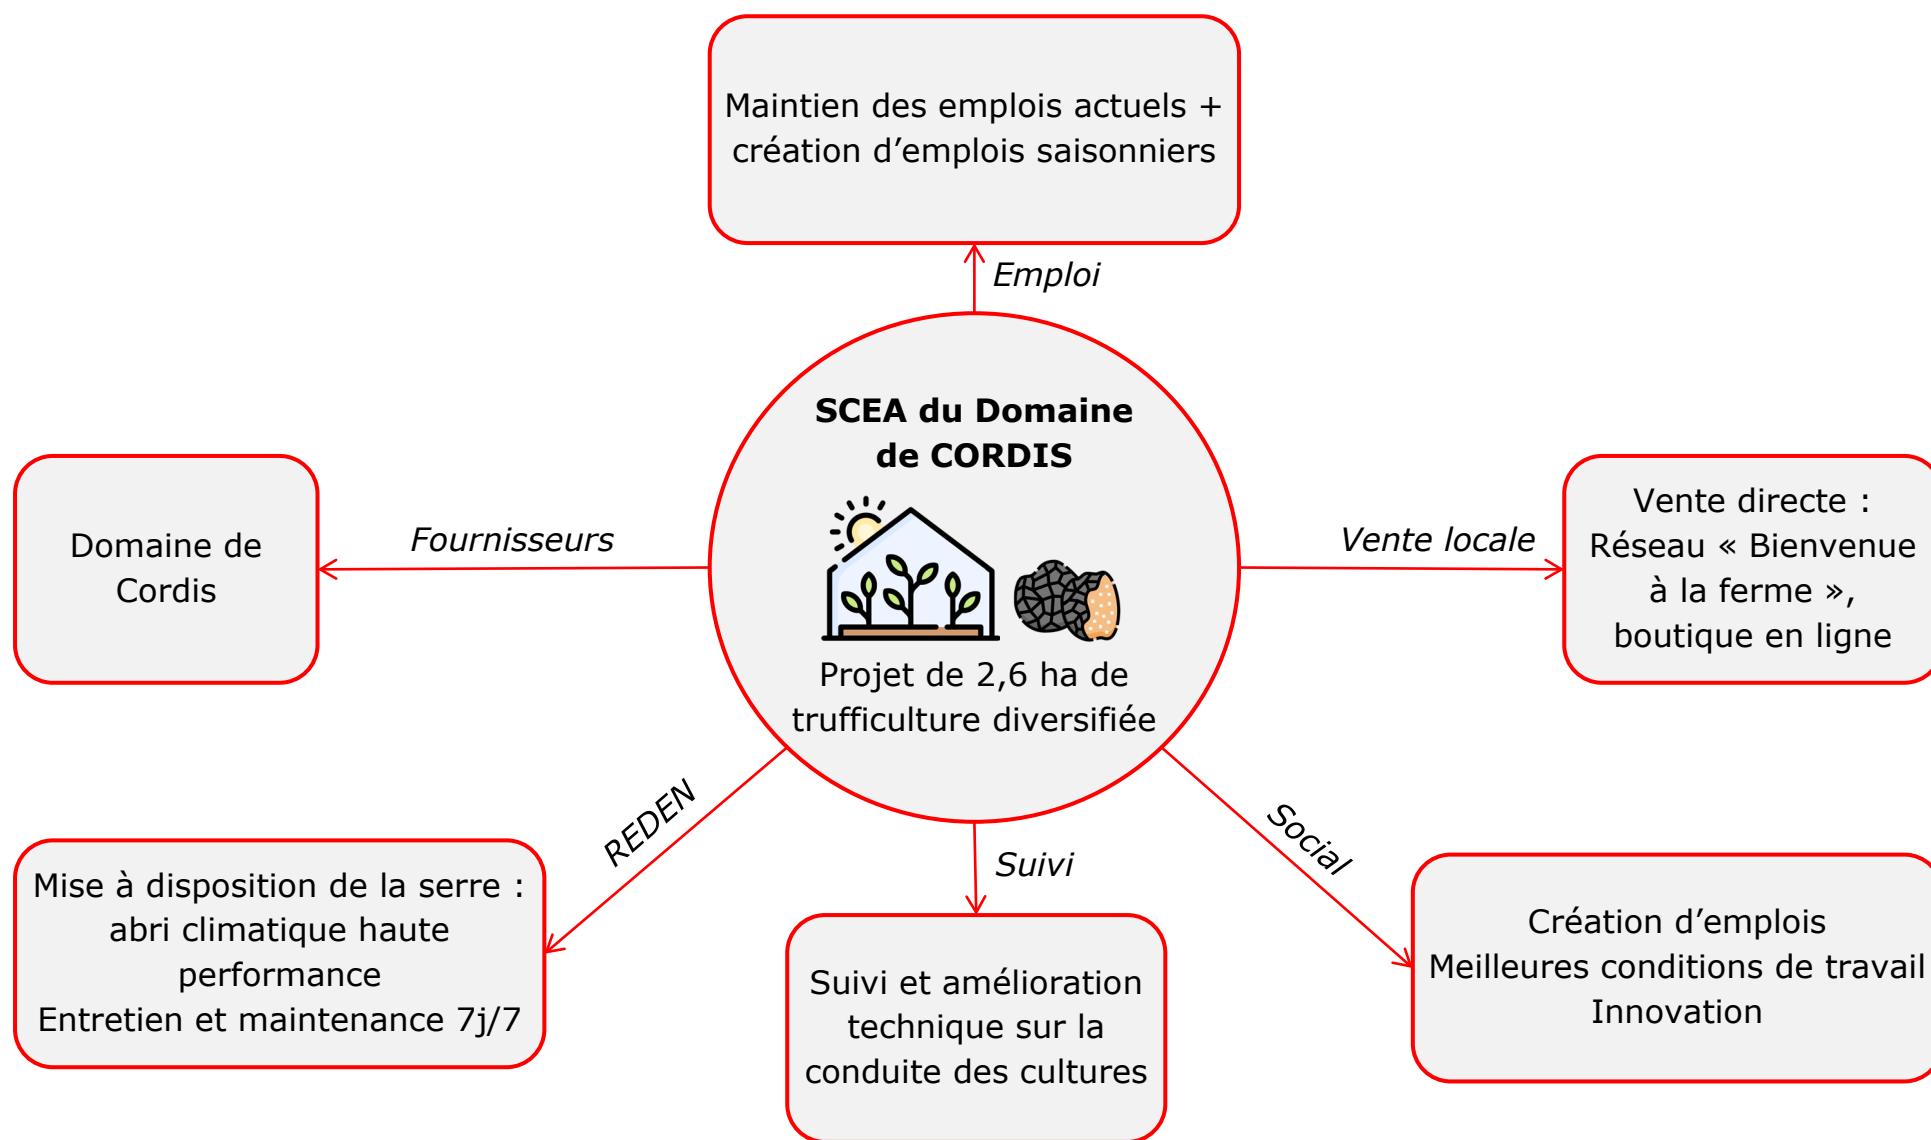 Maintien des emplois actuels +
création d’emplois saisonniers
Emploi
SCEA du Domaine
de CORDIS
Projet de 2,6 ha de
trufficulture diversifiée
Fournisseurs
Domaine de
Cordis
Vente locale
Vente directe :
Réseau « Bienvenue
à la ferme »,
boutique en ligne
REDEN
Mise à disposition de la serre :
abri climatique haute
performance
Entretien et maintenance 7j/7
Suivi
Suivi et amélioration
technique sur la
conduite des cultures
Social
Création d’emplois
Meilleures conditions de travail
Innovation